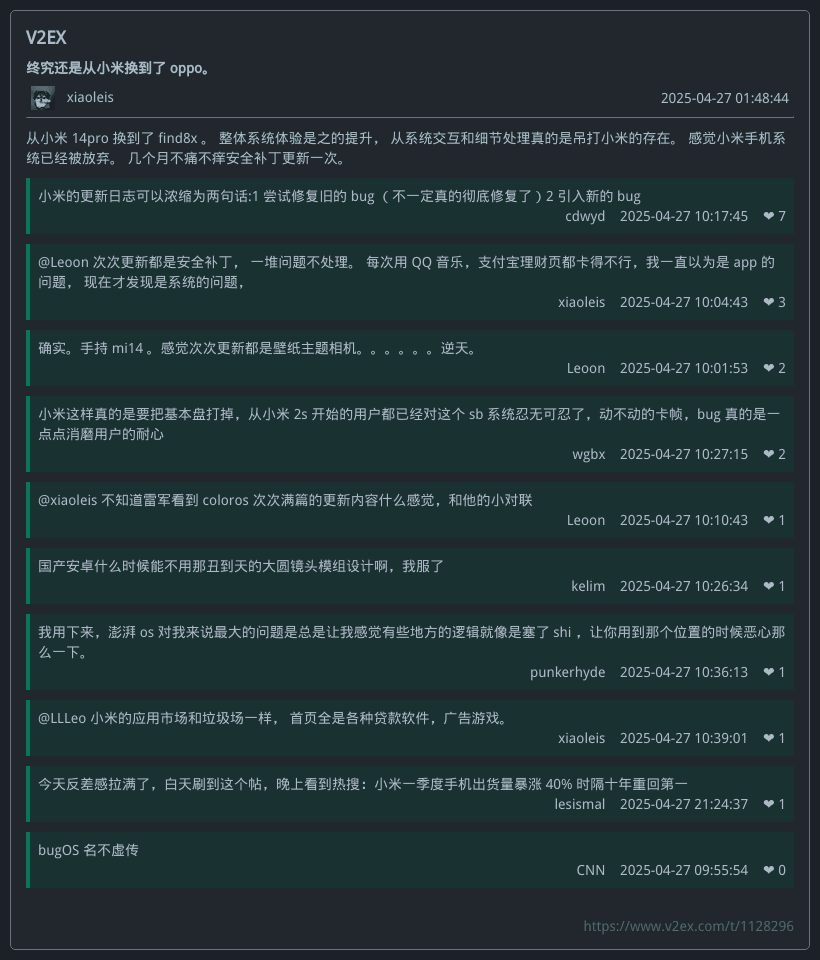 V2EX
终究还是从小米换到了 oppo。
xiaoleis 2025-04-27 01:48:44
从小米 14pro 换到了 find8x 。 整体系统体验是之的提升， 从系统交互和细节处理真的是吊打小米的存在。 感觉小米手机系
统已经被放弃。 几个月不痛不痒安全补丁更新一次。
小米的更新日志可以浓缩为两句话:1 尝试修复旧的 bug （ 不一定真的彻底修复了 ) 2 引入新的 bug
cdwyd 2025-04-27 10:17:45 ❤ 7
@Leoon 次次更新都是安全补丁， 一堆问题不处理。 每次用 QQ 音乐，支付宝理财页都卡得不行，我一直以为是 app 的
问题， 现在才发现是系统的问题，
xiaoleis 2025-04-27 10:04:43 ❤ 3
确实。手持 mi14 。感觉次次更新都是壁纸主题相机。。。。。。逆天。
Leoon 2025-04-27 10:01:53 ❤ 2
小米这样真的是要把基本盘打掉，从小米 2s 开始的用户都已经对这个 sb 系统忍无可忍了，动不动的卡帧，bug 真的是一
点点消磨用户的耐心
wgbx 2025-04-27 10:27:15 ❤ 2
@xiaoleis 不知道雷军看到 coloros 次次满篇的更新内容什么感觉，和他的小对联
Leoon 2025-04-27 10:10:43 ❤ 1
国产安卓什么时候能不用那丑到天的大圆镜头模组设计啊，我服了
kelim 2025-04-27 10:26:34 ❤ 1
我用下来，澎湃 os 对我来说最大的问题是总是让我感觉有些地方的逻辑就像是塞了 shi ，让你用到那个位置的时候恶心那
么一下。
punkerhyde 2025-04-27 10:36:13 ❤ 1
@LLLeo 小米的应用市场和垃圾场一样， 首页全是各种贷款软件，广告游戏。
xiaoleis 2025-04-27 10:39:01 ❤ 1
今天反差感拉满了，白天刷到这个帖，晚上看到热搜：小米一季度手机出货量暴涨 40% 时隔十年重回第一
lesismal 2025-04-27 21:24:37 ❤ 1
bugOS 名不虚传
CNN 2025-04-27 09:55:54 ❤ 0
https://www.v2ex.com/t/1128296